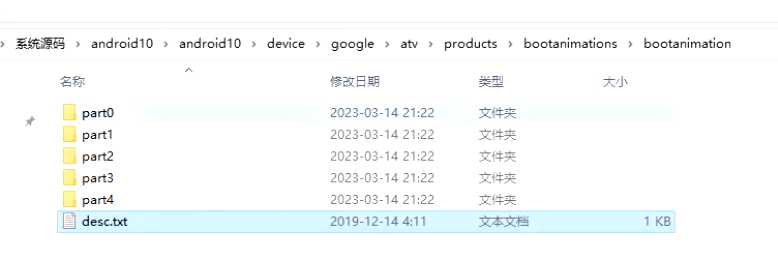 系统源码 > android10 > android10 > device > google > atv > products > bootanimations > bootanimation
名称 修改日期 类型 大小
part0 2023-03-14 21:22 文件夹
part1 2023-03-14 21:22 文件夹
part2 2023-03-14 21:22 文件夹
part3 2023-03-14 21:22 文件夹
part4 2023-03-14 21:22 文件夹
desc.txt 2019-12-14 4:11 文本文档 1 KB